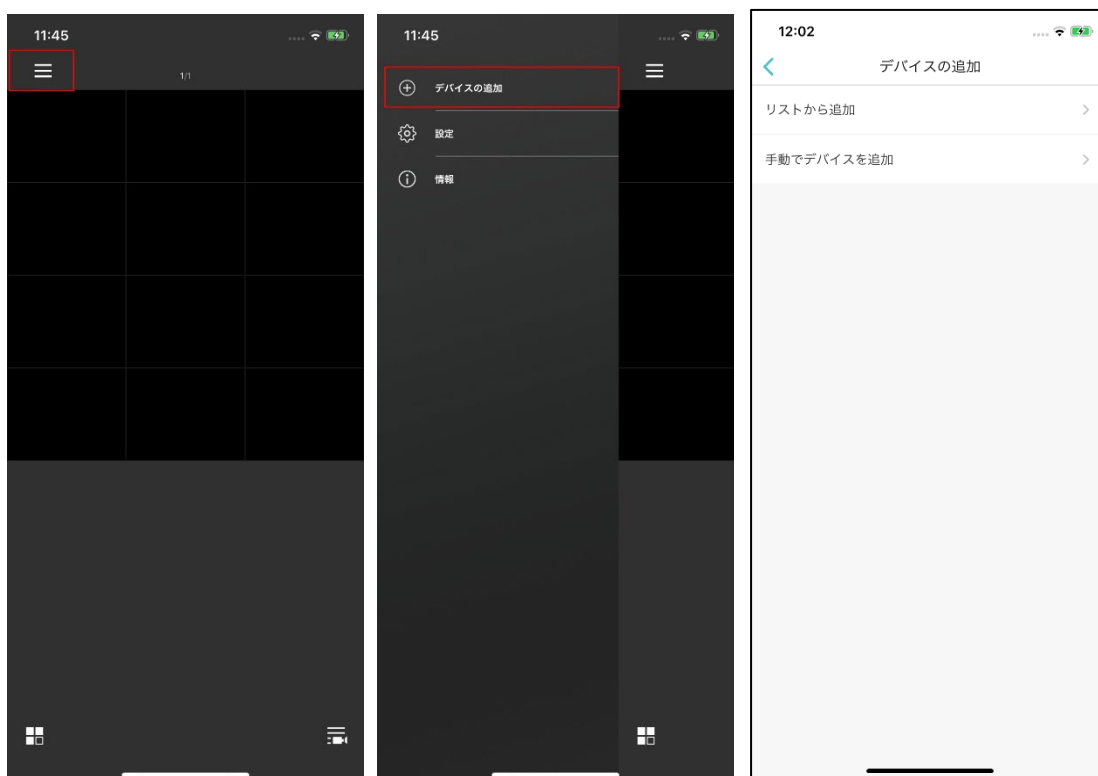 11:45
1/1
11:45
デバイスの追加
設定
情報
12:02
デバイスの追加
リストから追加
手動でデバイスを追加